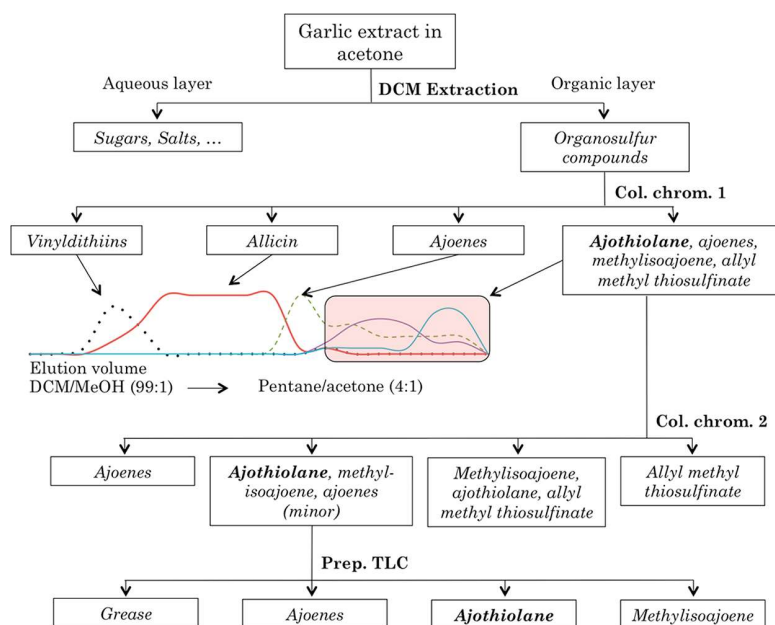 Garlic extract in
acetone
Aqueous layer
DCM Extraction
Organic layer
Sugars, Salts, ...
Organosulfur
compounds
Col. chrom. 1
Vinyldithiins
Allicin
Ajoenes
Ajothiolane, ajoenes,
methylisoajoene, allyl
methyl thiosulfinate
Elution volume
DCM/MeOH (99:1)
Pentane/acetone (4:1)
Col. chrom. 2
Ajoenes
Ajothiolane, methyl-
isoajoene, ajoenes
(minor)
Methylisoajoene,
ajothiolane, allyl
methyl thiosulfinate
Allyl methyl
thiosulfinate
Prep. TLC
Grease
Ajoenes
Ajothiolane
Methylisoajoene